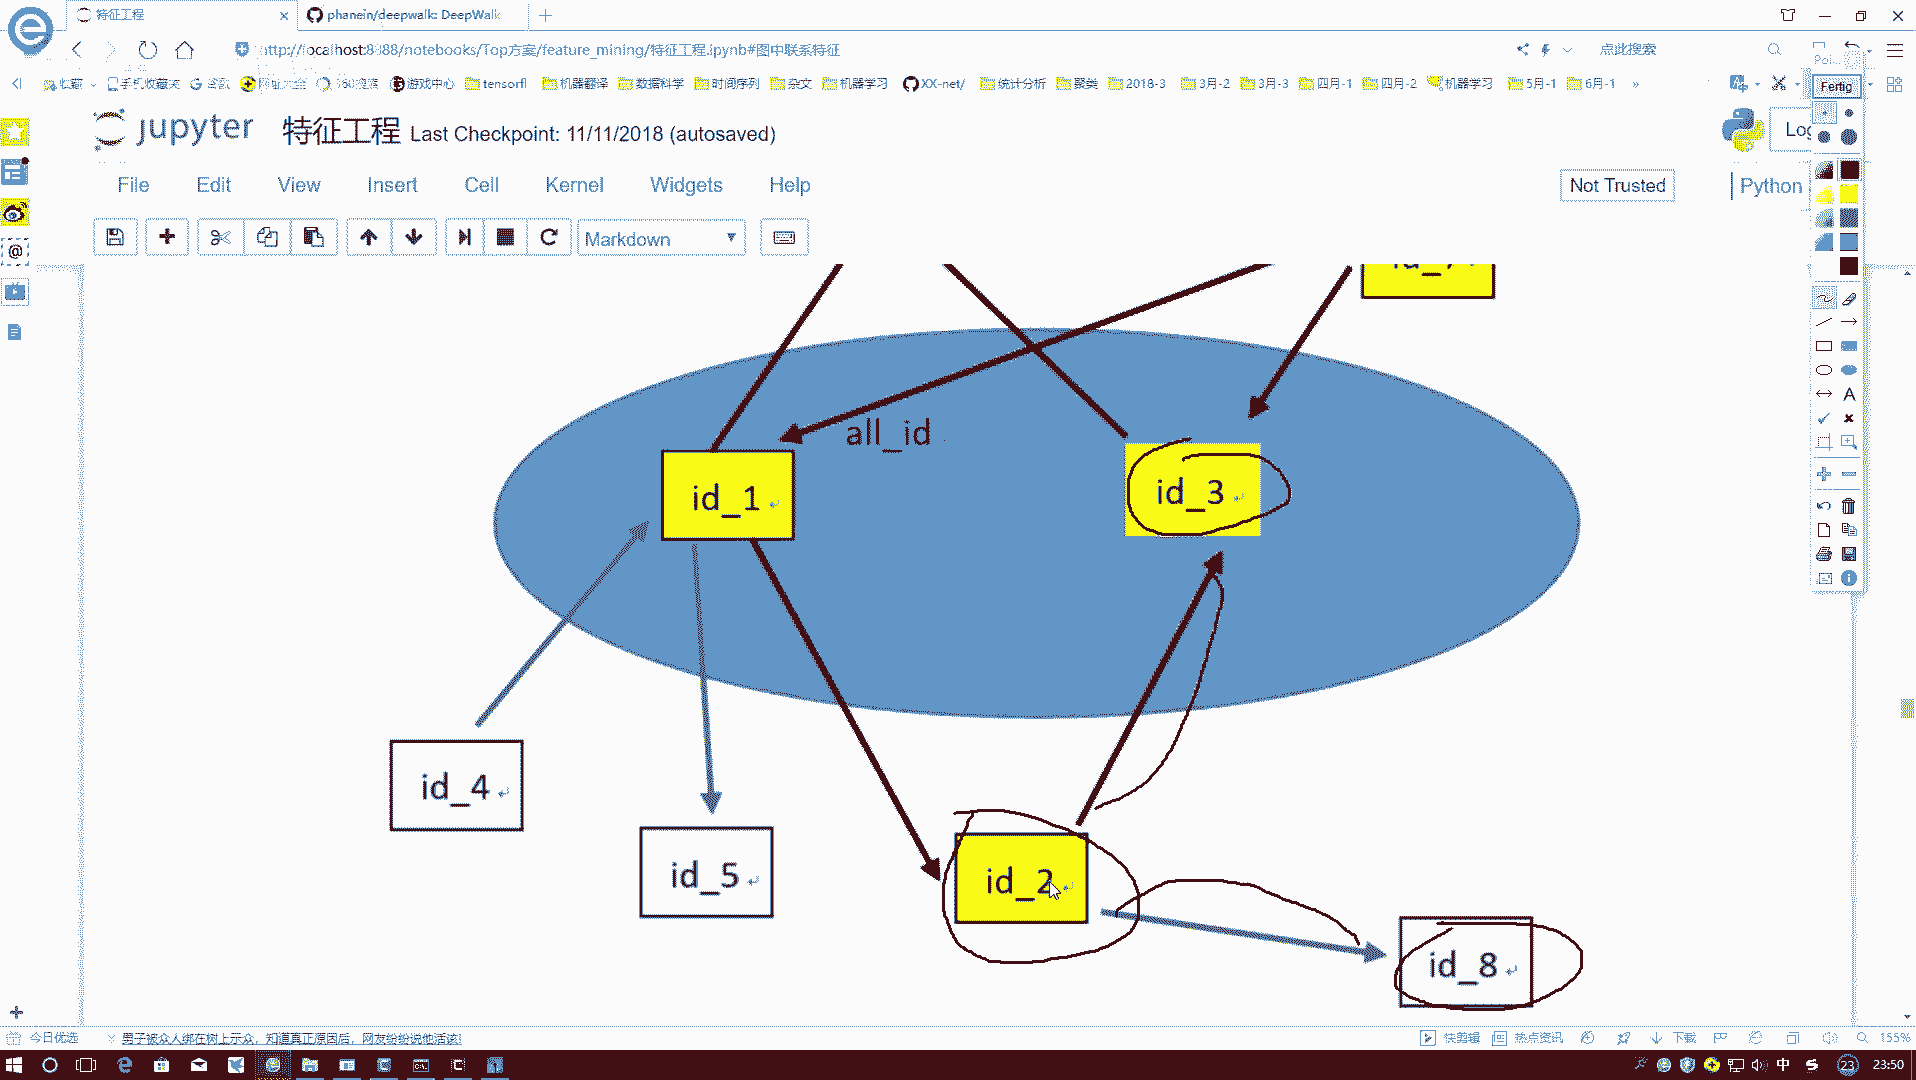 特征工程
phanein/deepwalk: DeepWalk
http://localhost:8888/notebooks/Top方案/feature_mining/特征工程.ipynb#图中联系特征
点此搜索
收藏
手机收藏夹
谷歌
网址大全
游戏中心
tensorfl
机器翻译
数据科学
时间序列
杂文
机器学习
XX-net/
统计分析
聚类
2018-3
3月-2
3月-3
四月-1
四月-2
机器学习
5月-1
6月-1
»
Fertig
jupyter
特征工程 Last Checkpoint: 11/11/2018 (autosaved)
File
Edit
View
Insert
Cell
Kernel
Widgets
Help
Not Trusted
Python
Markdown
all_id
id_1
id_3
id_4
id_5
id_2
id_8
今日优选
男子被众人绑在树上示众，知道真正原因后，网友纷纷说他活该!
快剪辑
热点资讯
下载
155%
中
23
23:50